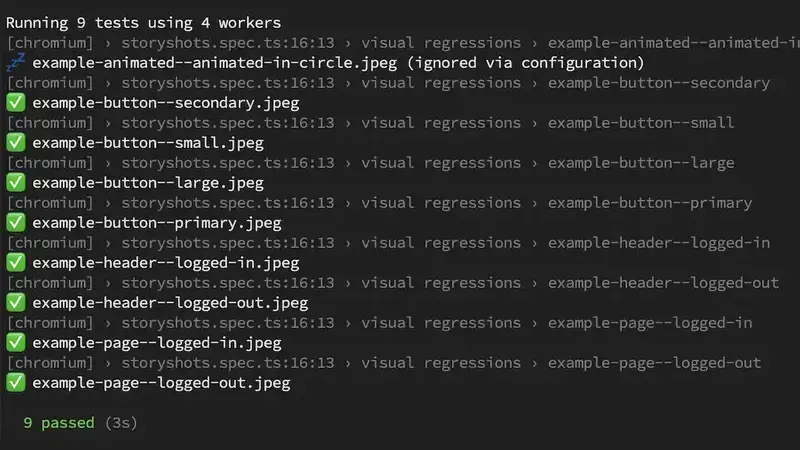 Running 9 tests using 4 workers
[chromium] › storyshots.spec.ts:16:13 › visual regressions › example-animated--animated-in
💤 example-animated--animated-in-circle.jpeg (ignored via configuration)
[chromium] › storyshots.spec.ts:16:13 › visual regressions › example-button--secondary
✅ example-button--secondary.jpeg
[chromium] › storyshots.spec.ts:16:13 › visual regressions › example-button--small
✅ example-button--small.jpeg
[chromium] › storyshots.spec.ts:16:13 › visual regressions › example-button--large
✅ example-button--large.jpeg
[chromium] › storyshots.spec.ts:16:13 › visual regressions › example-button--primary
✅ example-button--primary.jpeg
[chromium] › storyshots.spec.ts:16:13 › visual regressions › example-header--logged-in
✅ example-header--logged-in.jpeg
[chromium] › storyshots.spec.ts:16:13 › visual regressions › example-header--logged-out
✅ example-header--logged-out.jpeg
[chromium] › storyshots.spec.ts:16:13 › visual regressions › example-page--logged-in
✅ example-page--logged-in.jpeg
[chromium] › storyshots.spec.ts:16:13 › visual regressions › example-page--logged-out
✅ example-page--logged-out.jpeg
9 passed (3s)